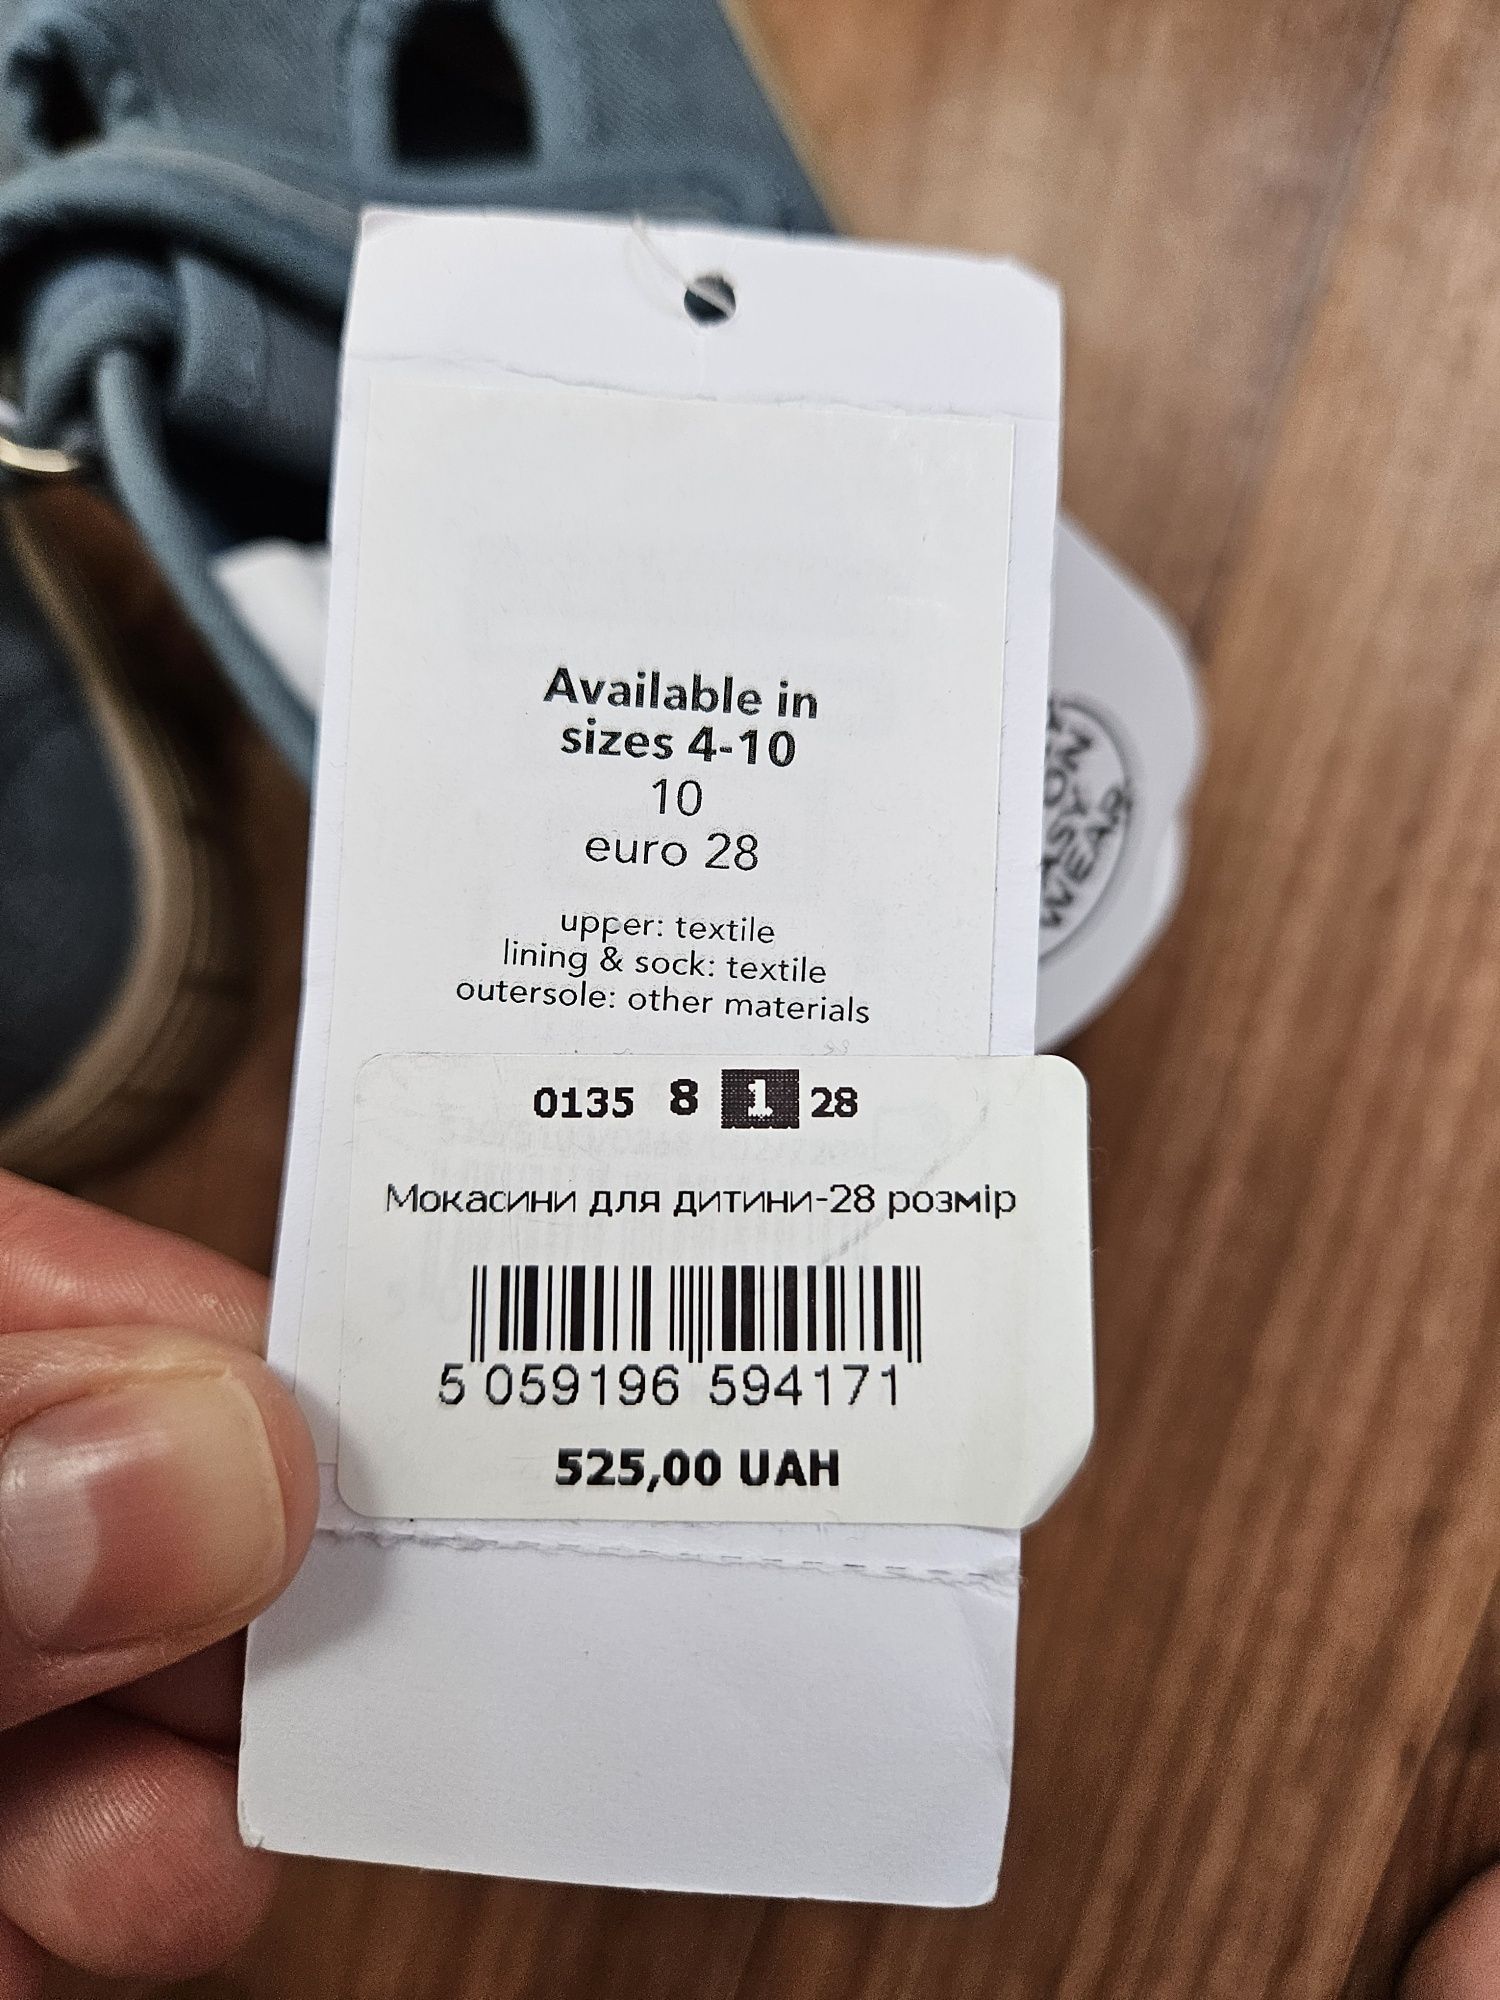 Available in
sizes 4-10
10
euro 28
upper: textile
lining & sock: textile
outersole: other materials
0135 8 1 28
Мокасини для дитини-28 розмір
5 059196 594171
525,00 UAH